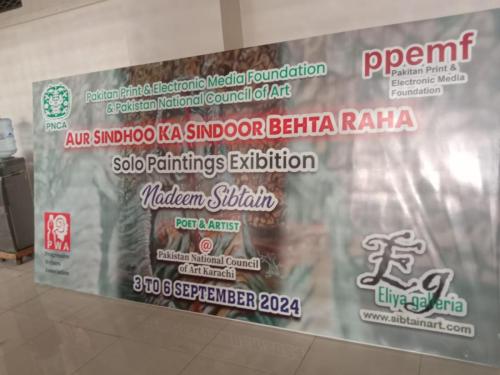 PNCA
Pakitan Print & Electronic Media Foundation
& Pakistan National Council of Art
ppemf
Pakitan Print &
Electronic Media
Foundation
AUR SINDHOO KA SINDOOR BEHTA RAHA
Solo Paintings Exibition
Nadeem Sibtain
POET & ARTIST
@
Pakistan National Council
of Art Karachi
3 TO 6 SEPTEMBER 2024
PWA
Eg
Eliya galleria
www.sibtainart.com